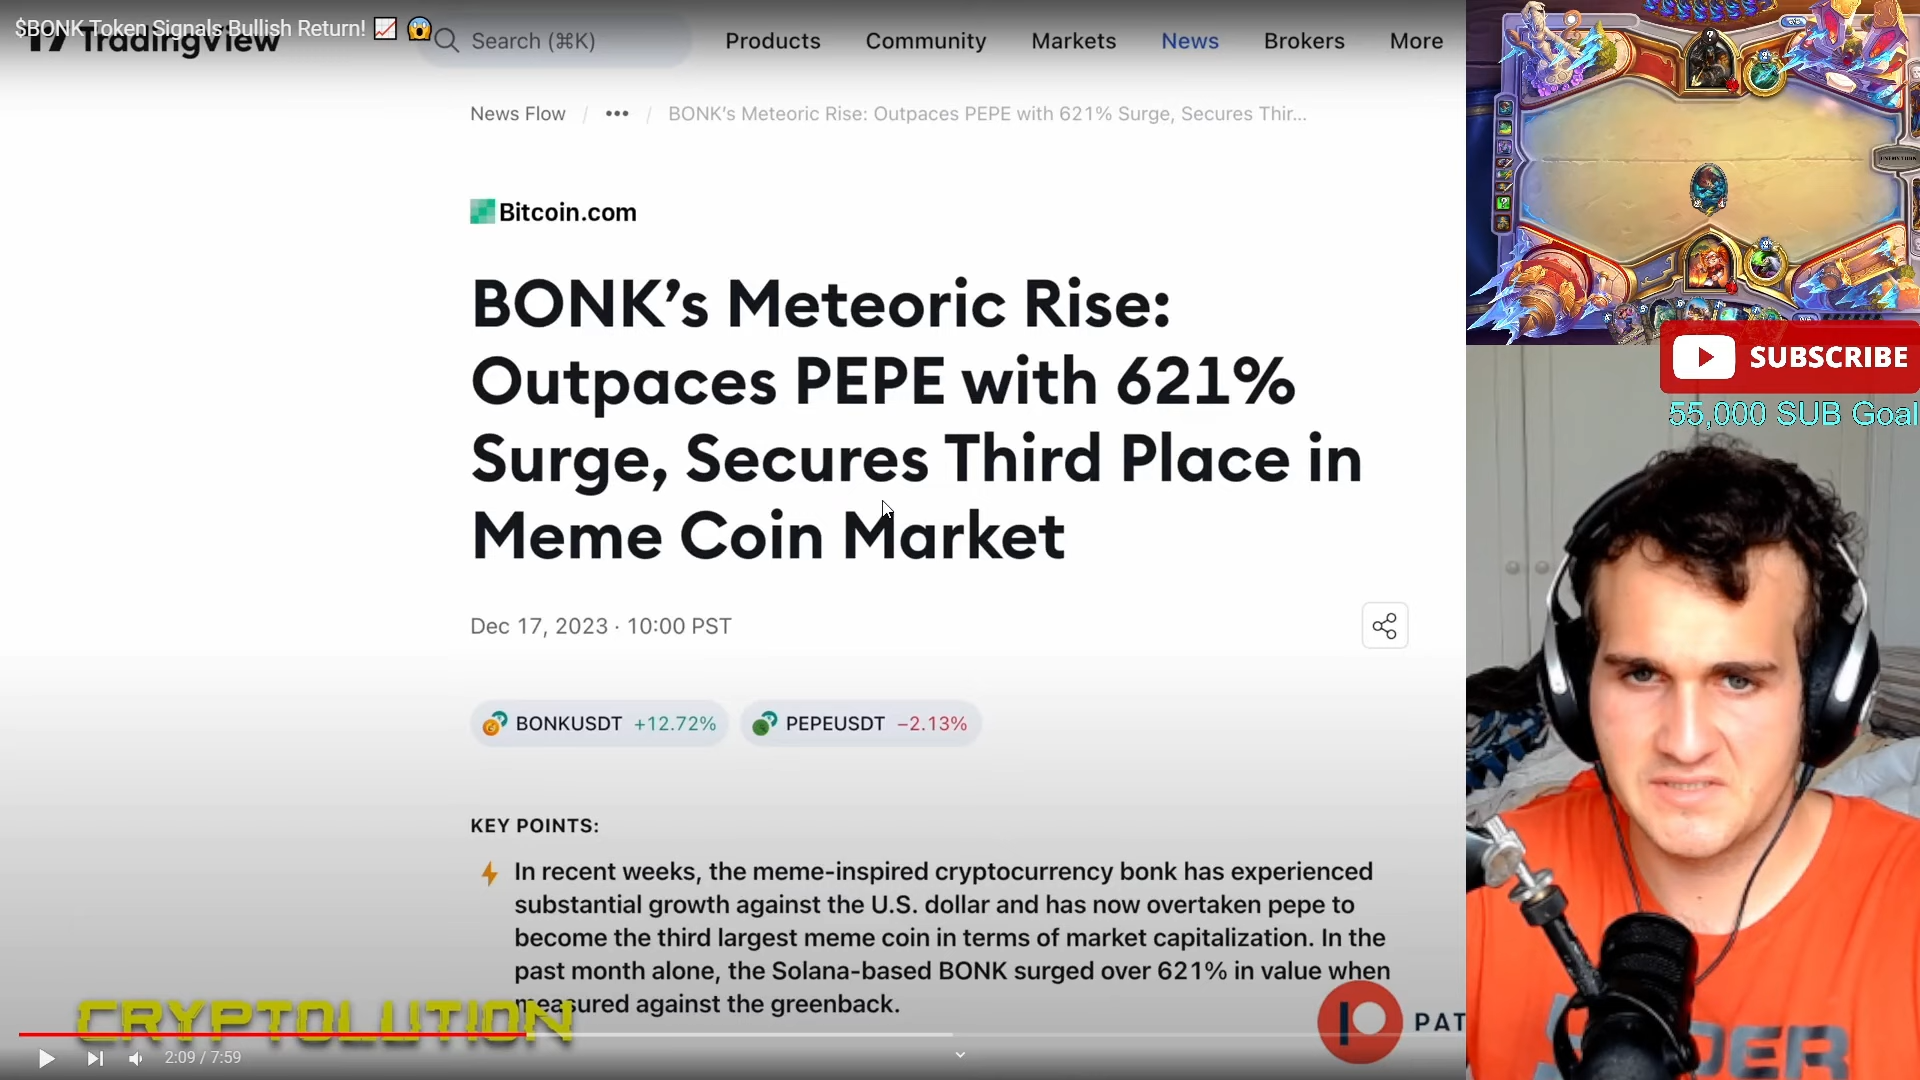 $BONK Token Signals Bullish Return! 📈 😱
TradingView
Search (⌘K)
Products
Community
Markets
News
Brokers
More
News Flow / ••• / BONK's Meteoric Rise: Outpaces PEPE with 621% Surge, Secures Thir...
Bitcoin.com
BONK’s Meteoric Rise:
Outpaces PEPE with 621%
Surge, Secures Third Place in
Meme Coin Market
Dec 17, 2023 · 10:00 PST
BONKUSDT +12.72%
PEPEUSDT −2.13%
KEY POINTS:
In recent weeks, the meme-inspired cryptocurrency bonk has experienced
substantial growth against the U.S. dollar and has now overtaken pepe to
become the third largest meme coin in terms of market capitalization. In the
past month alone, the Solana-based BONK surged over 621% in value when
measured against the greenback.
CRYPTOLUTION
PAT
2:09 / 7:59
SUBSCRIBE
55,000 SUB Goal
DER